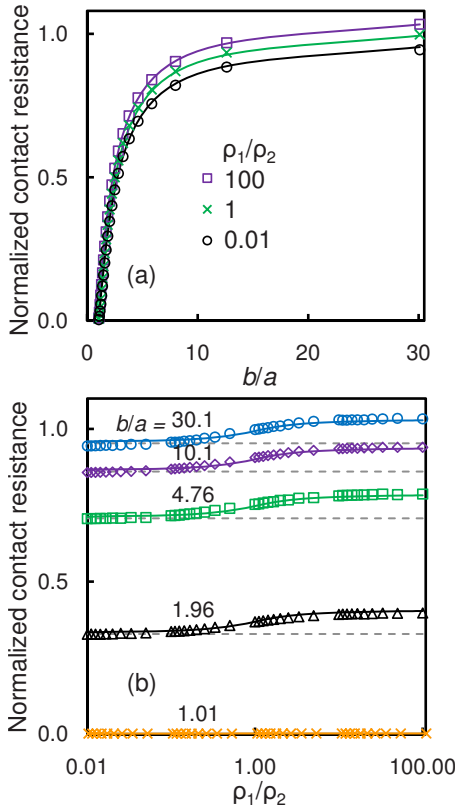 (a)
Normalized contact resistance
1.0
0.5
0.0
ρ₁/ρ₂
100
1
0.01
0 10 20 30
b/a
Normalized contact resistance
1.0
0.5
0.0
b/a = 30.1
10.1
4.76
1.96
(b)
1.01
0.01 1.00 100.00
ρ₁/ρ₂